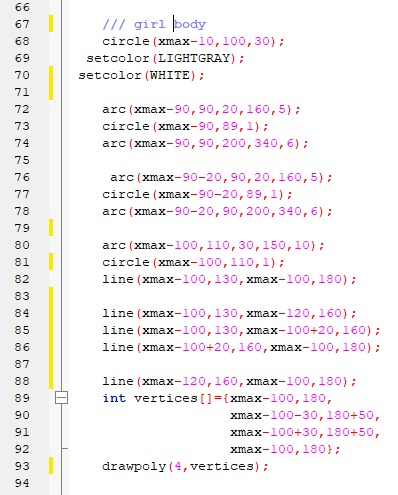 66
67 /// girl body
68 circle(xmax-10,100,30);
69 setcolor(LIGHTGRAY);
70 setcolor(WHITE);
71
72 arc(xmax-90,90,20,160,5);
73 circle(xmax-90,89,1);
74 arc(xmax-90,90,200,340,6);
75
76 arc(xmax-90-20,90,20,160,5);
77 circle(xmax-90-20,89,1);
78 arc(xmax-90-20,90,200,340,6);
79
80 arc(xmax-100,110,30,150,10);
81 circle(xmax-100,110,1);
82 line(xmax-100,130,xmax-100,180);
83
84 line(xmax-100,130,xmax-120,160);
85 line(xmax-100,130,xmax-100+20,160);
86 line(xmax-100+20,160,xmax-100,180);
87
88 line(xmax-120,160,xmax-100,180);
89 int vertices[]={xmax-100,180,
90 xmax-100-30,180+50,
91 xmax-100+30,180+50,
92 xmax-100,180};
93 drawpoly(4,vertices);
94